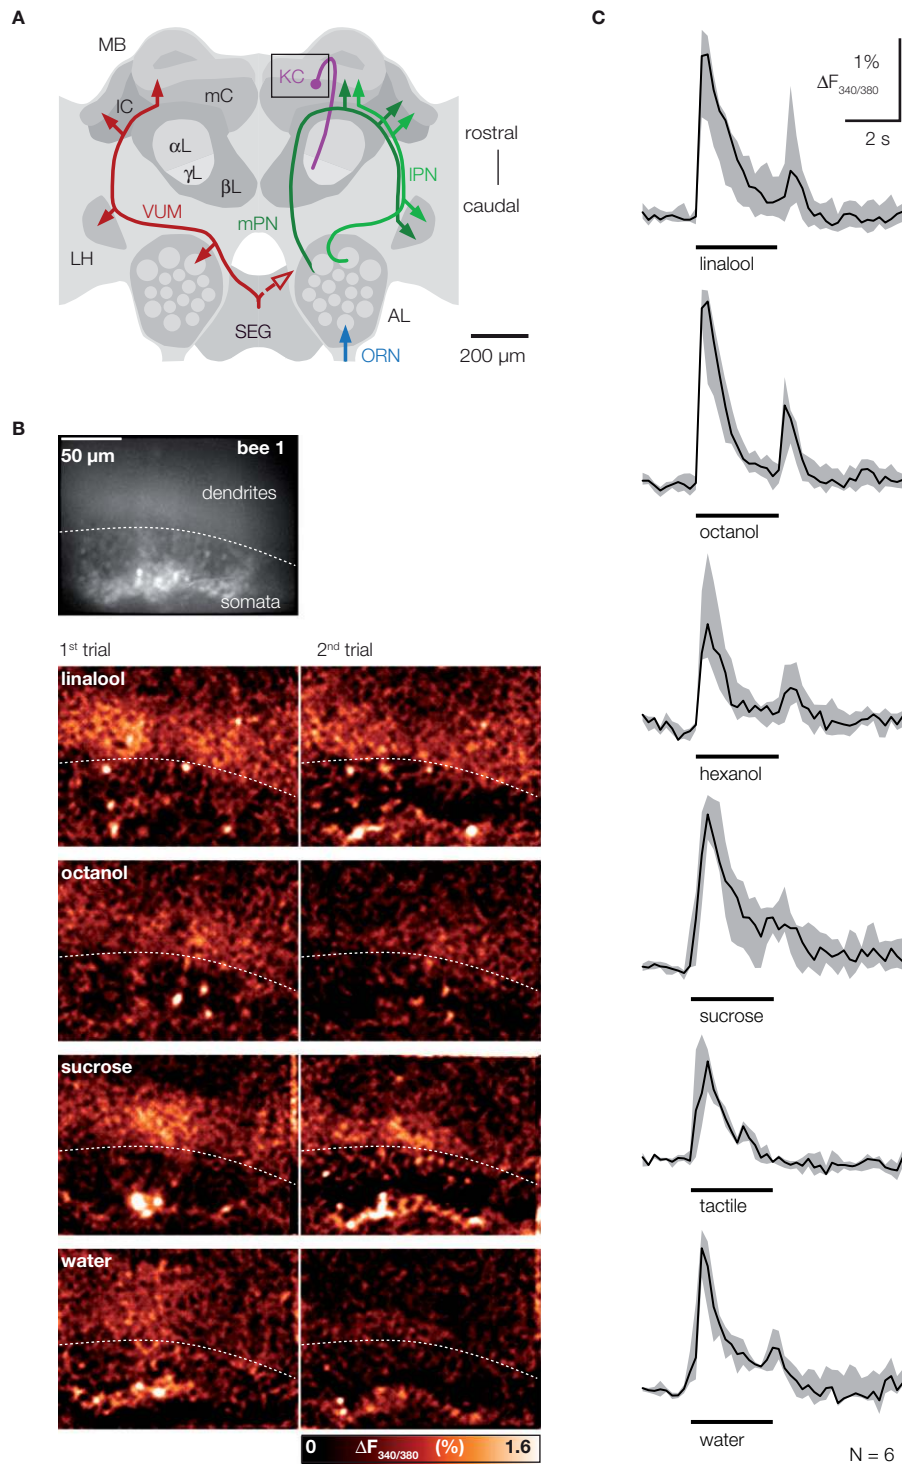 A
MB
KC
IC
mC
αL
γL
βL
VUM
mPN
lPN
LH
SEG
AL
ORN
rostral
caudal
200 µm
B
50 µm
bee 1
dendrites
somata
1st trial
2nd trial
linalool
octanol
sucrose
water
0 ΔF340/380 (%) 1.6
C
1%
ΔF340/380
2 s
linalool
octanol
hexanol
sucrose
tactile
water
N = 6